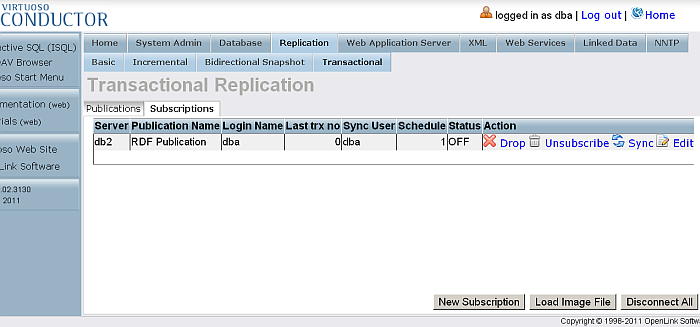 VIRTUOSO
CONDUCTOR
logged in as dba | Log out | Home
ctive SQL (ISQL)
AV Browser
so Start Menu
mentation (web)
ials (web)
so Web Site
Link Software
.02.3130
2011
Home System Admin Database Replication Web Application Server XML Web Services Linked Data NNTP
Basic Incremental Bidirectional Snapshot Transactional
Transactional Replication
Publications Subscriptions
Server Publication Name Login Name Last trx no Sync User Schedule Status Action
db2 RDF Publication dba 0 dba 1 OFF Drop Unsubscribe Sync Edit
New Subscription Load Image File Disconnect All
Copyright © 1998-2011 OpenLink Softw